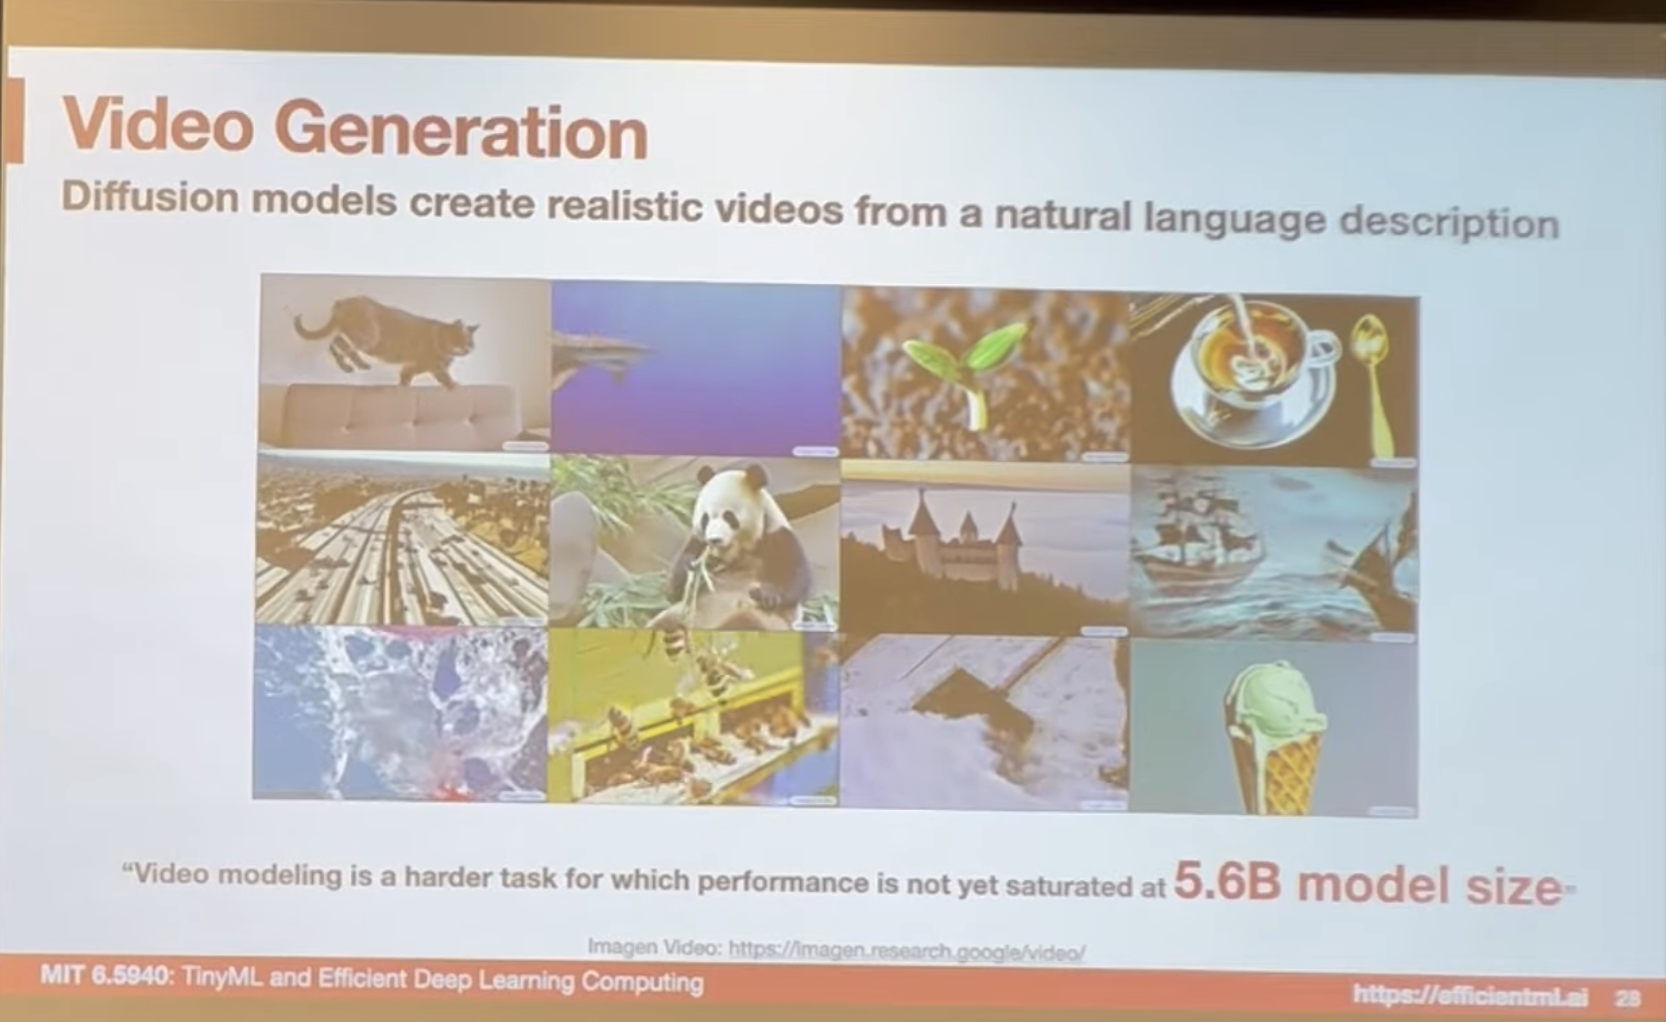 Video Generation
Diffusion models create realistic videos from a natural language description
“Video modeling is a harder task for which performance is not yet saturated at 5.6B model size”
Imagen Video: https://imagen.research.google/video/
MIT 6.5940: TinyML and Efficient Deep Learning Computing
https://efficientml.ai 28